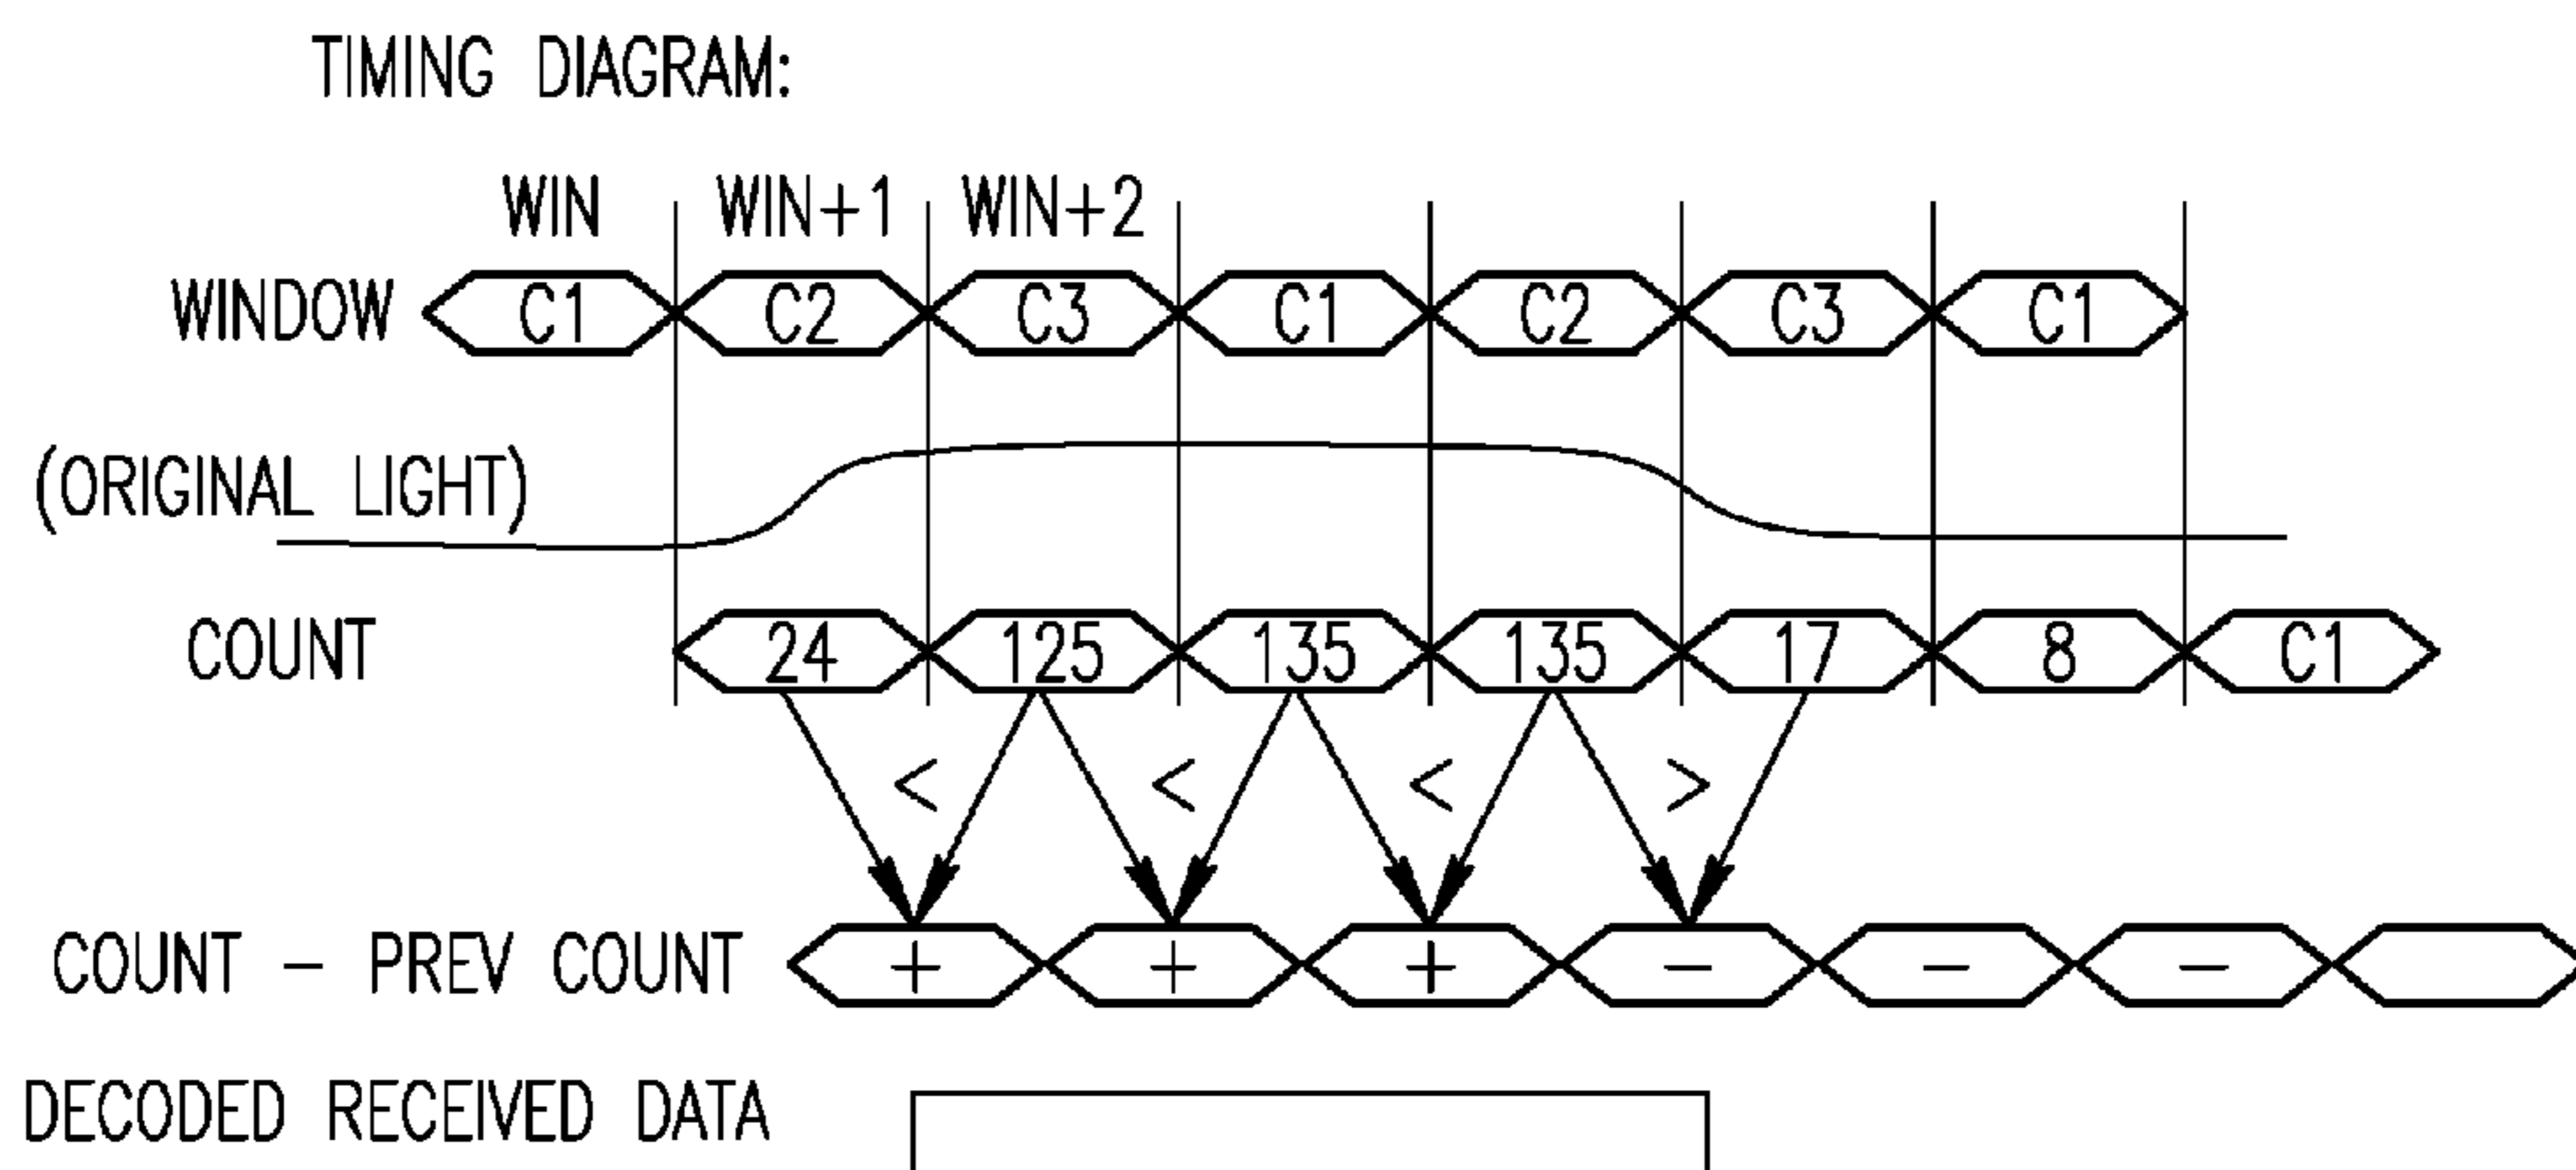 TIMING DIAGRAM:
WIN WIN+1 WIN+2
WINDOW C1 C2 C3 C1 C2 C3 C1
(ORIGINAL LIGHT)
COUNT 24 125 135 135 17 8 C1
< < < >
COUNT – PREV COUNT + + + – – –
DECODED RECEIVED DATA